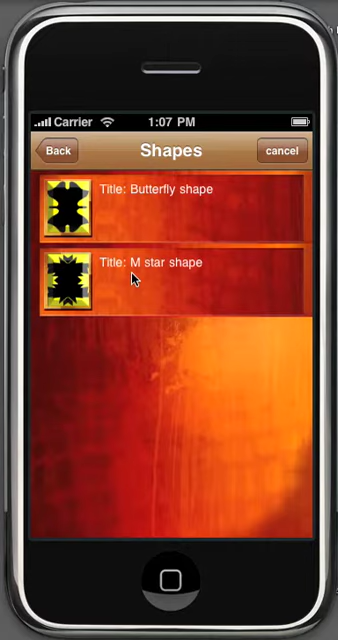 Carrier 1:07 PM
Back Shapes cancel
Title: Butterfly shape
Title: M star shape